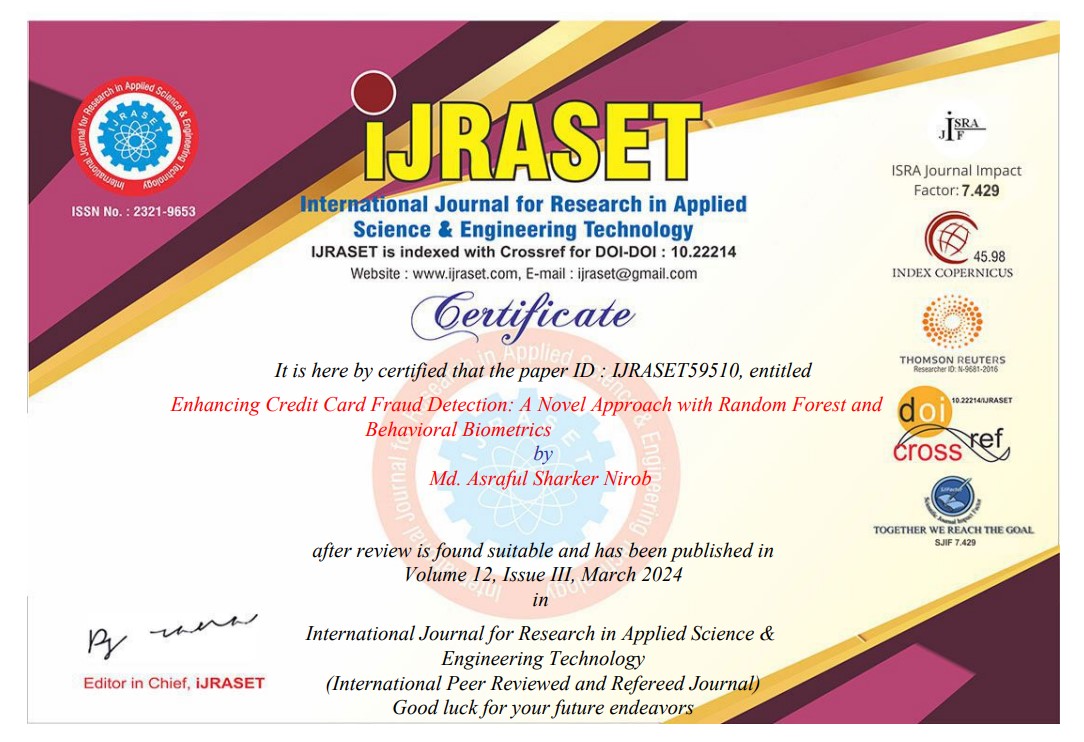 International Journal for Research in Applied Science & Engineering Technology
IJRASET
ISSN No. : 2321-9653
iJRASET
International Journal for Research in Applied
Science & Engineering Technology
IJRASET is indexed with Crossref for DOI-DOI : 10.22214
Website : www.ijraset.com, E-mail : ijraset@gmail.com
Certificate
It is here by certified that the paper ID : IJRASET59510, entitled
Enhancing Credit Card Fraud Detection: A Novel Approach with Random Forest and
Behavioral Biometrics
by
Md. Asraful Sharker Nirob
after review is found suitable and has been published in
Volume 12, Issue III, March 2024
in
International Journal for Research in Applied Science &
Engineering Technology
(International Peer Reviewed and Refereed Journal)
Good luck for your future endeavors
Editor in Chief, iJRASET
ISRA
JIF
ISRA Journal Impact
Factor: 7.429
45.98
INDEX COPERNICUS
THOMSON REUTERS
Researcher ID: N-9681-2016
doi
10.22214/IJRASET
cross ref
TOGETHER WE REACH THE GOAL
SJIF 7.429